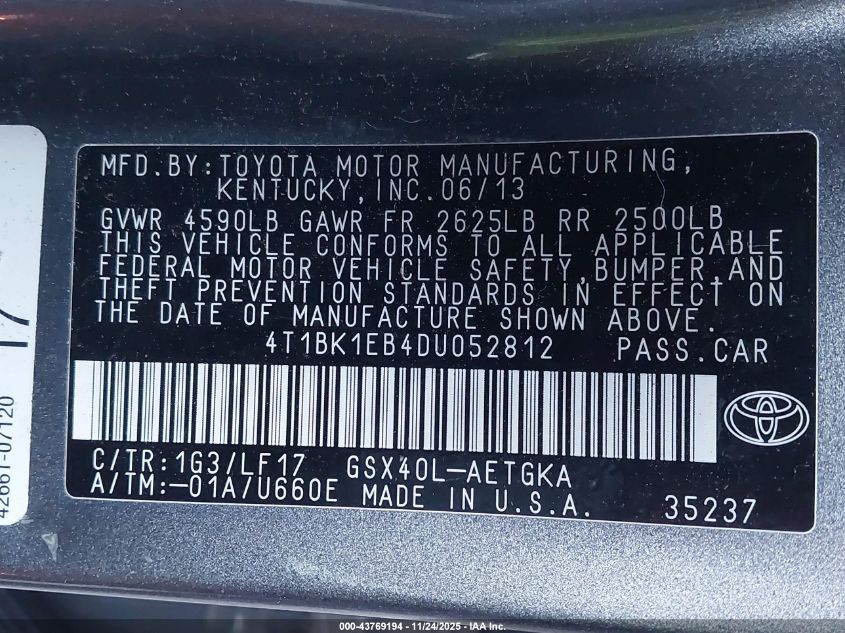 MFD.BY:TOYOTA MOTOR MANUFACTURING,
KENTUCKY,INC.06/13
GVWR 4590LB GAWR FR 2625LB RR 2500LB
THIS VEHICLE CONFORMS TO ALL APPLICABLE
FEDERAL MOTOR VEHICLE SAFETY,BUMPER,AND
THEFT PREVENTION STANDARDS IN EFFECT ON
THE DATE OF MANUFACTURE SHOWN ABOVE.
4T1BK1EB4DU052812 PASS.CAR
C/TR:1G3/LF17 GSX40L-AETGKA
A/TM:-01A/U660E MADE IN U.S.A. 35237
42661-07120
000-43769194 - 11/24/2025 - IAA Inc.